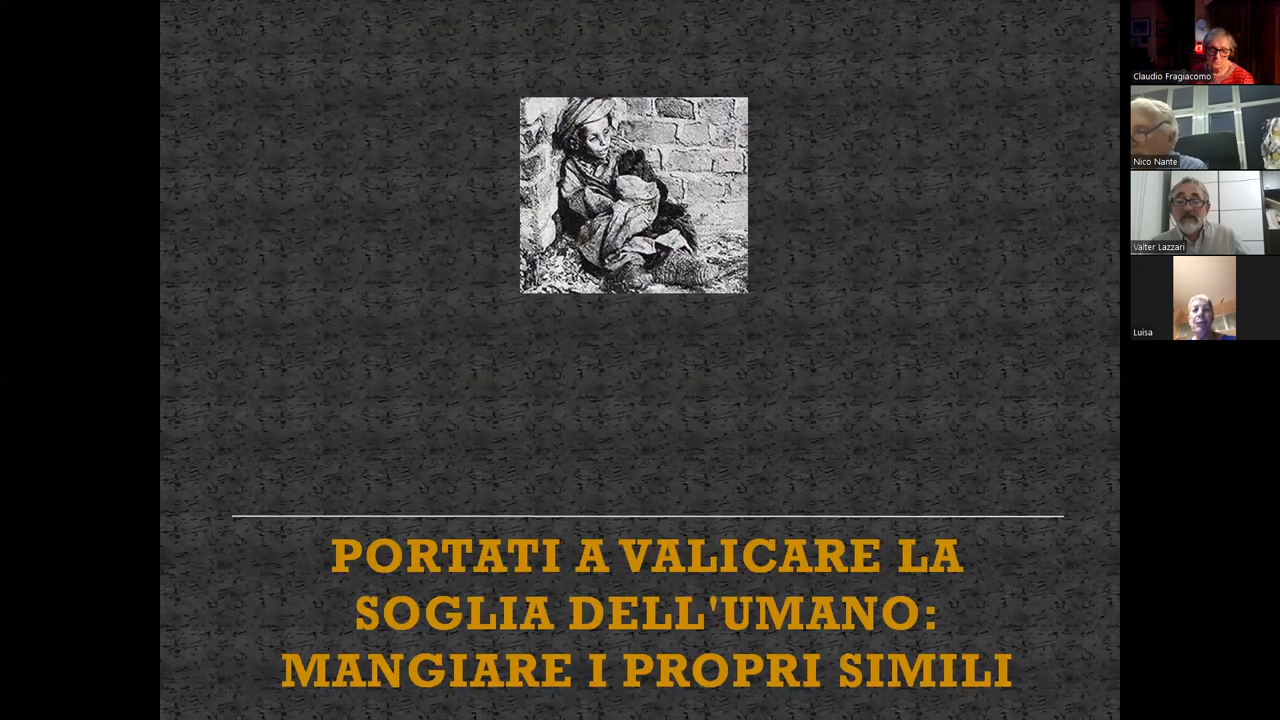 PORTATI A VALICARE LA
SOGLIA DELL'UMANO:
MANGIARE I PROPRI SIMILI
Claudio Fragiacomo
Nico Nante
Valter Lazzari
Luisa